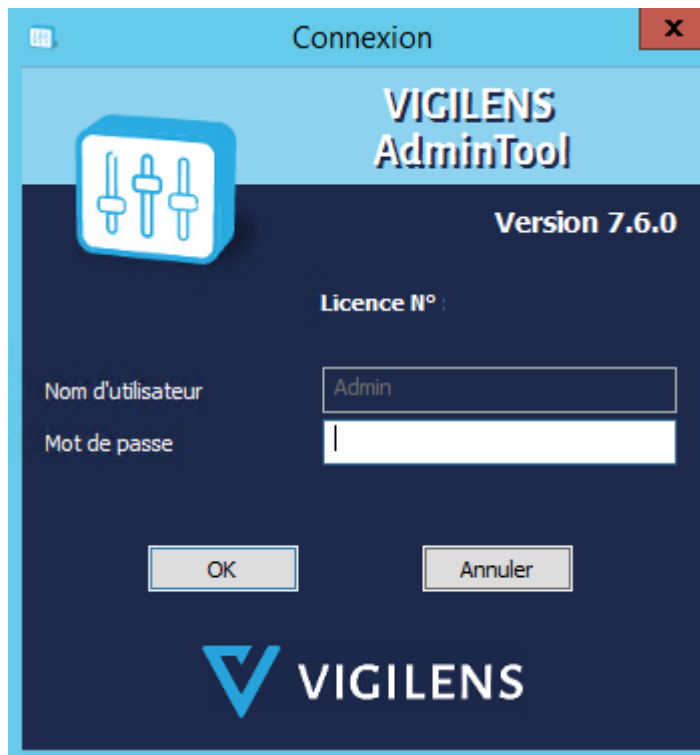 Connexion
x
VIGILENS
AdminTool
Version 7.6.0
Licence N° :
Nom d'utilisateur
Admin
Mot de passe
OK
Annuler
VIGILENS